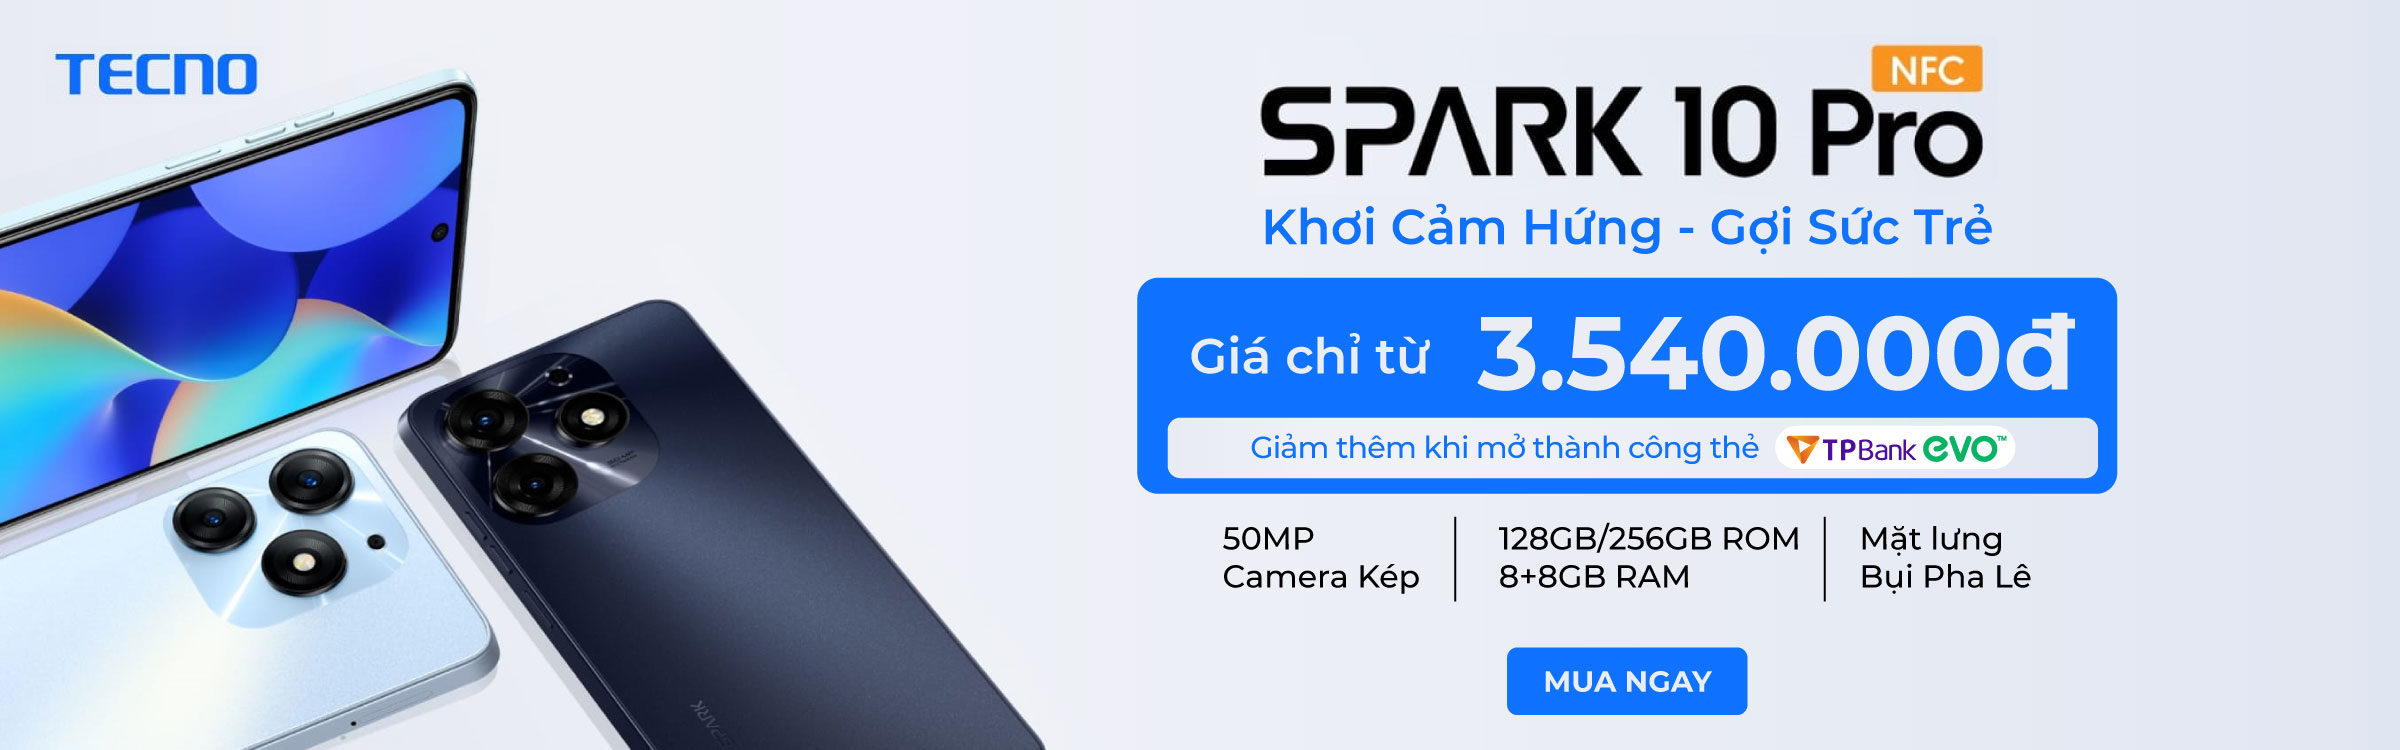 TECNO
NFC
SPARK 10 Pro
Khơi Cảm Hứng - Gợi Sức Trẻ
Giá chỉ từ 3.540.000đ
Giảm thêm khi mở thành công thẻ TPBank evo™
50MP
Camera Kép
128GB/256GB ROM
8+8GB RAM
Mặt lưng
Bụi Pha Lê
MUA NGAY
SPARK